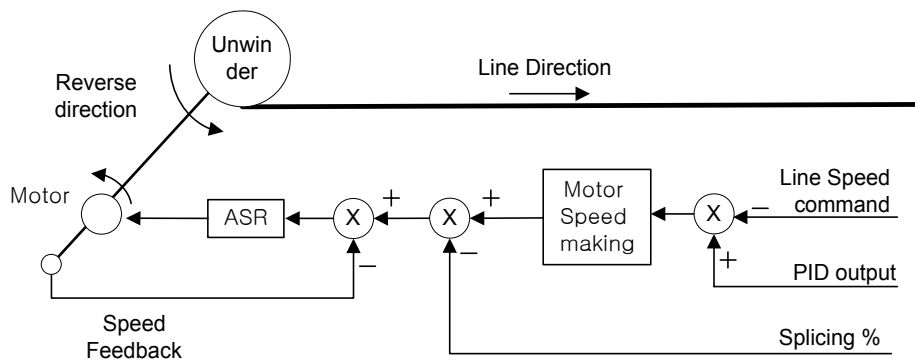 Unwin
der
Reverse
direction
Line Direction
Motor
ASR
X
+
X
+
Motor
Speed
making
X
−
Line Speed
command
−
−
+
PID output
Speed
Feedback
Splicing %